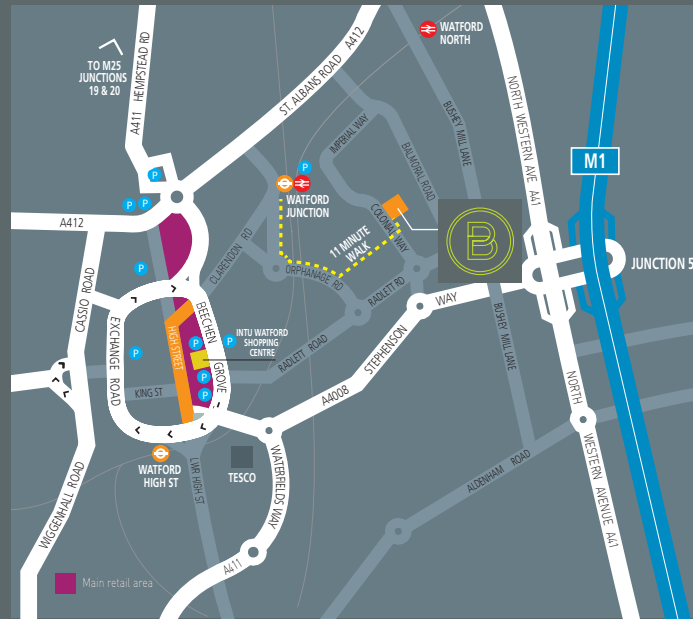 WATFORD
NORTH
TO M25
JUNCTIONS
19 & 20
A411 HEMPSTEAD RD
ST. ALBANS ROAD A412
NORTH WESTERN AVE A41
BUSHEY MILL LANE
IMPERIAL WAY
BALMORAL ROAD
M1
P
P
P
P
WATFORD
JUNCTION
COLONIAL WAY
11 MINUTE
WALK
A412
CLARENDON RD
ORPHANAGE RD
B
JUNCTION 5
P
CASSIO ROAD
RADLETT RD
STEPHENSON WAY
BUSHEY MILL LANE
EXCHANGE ROAD
HIGH STREET
BEECHEN GROVE
P
P
P
INTU WATFORD
SHOPPING
CENTRE
RADLETT ROAD
P
P
KING ST
A4008
NORTH WESTERN AVENUE A41
WATFORD
HIGH ST
LWR HIGH ST
TESCO
WATERFIELDS WAY
ALDENHAM ROAD
WIGGENHALL ROAD
A411
Main retail area